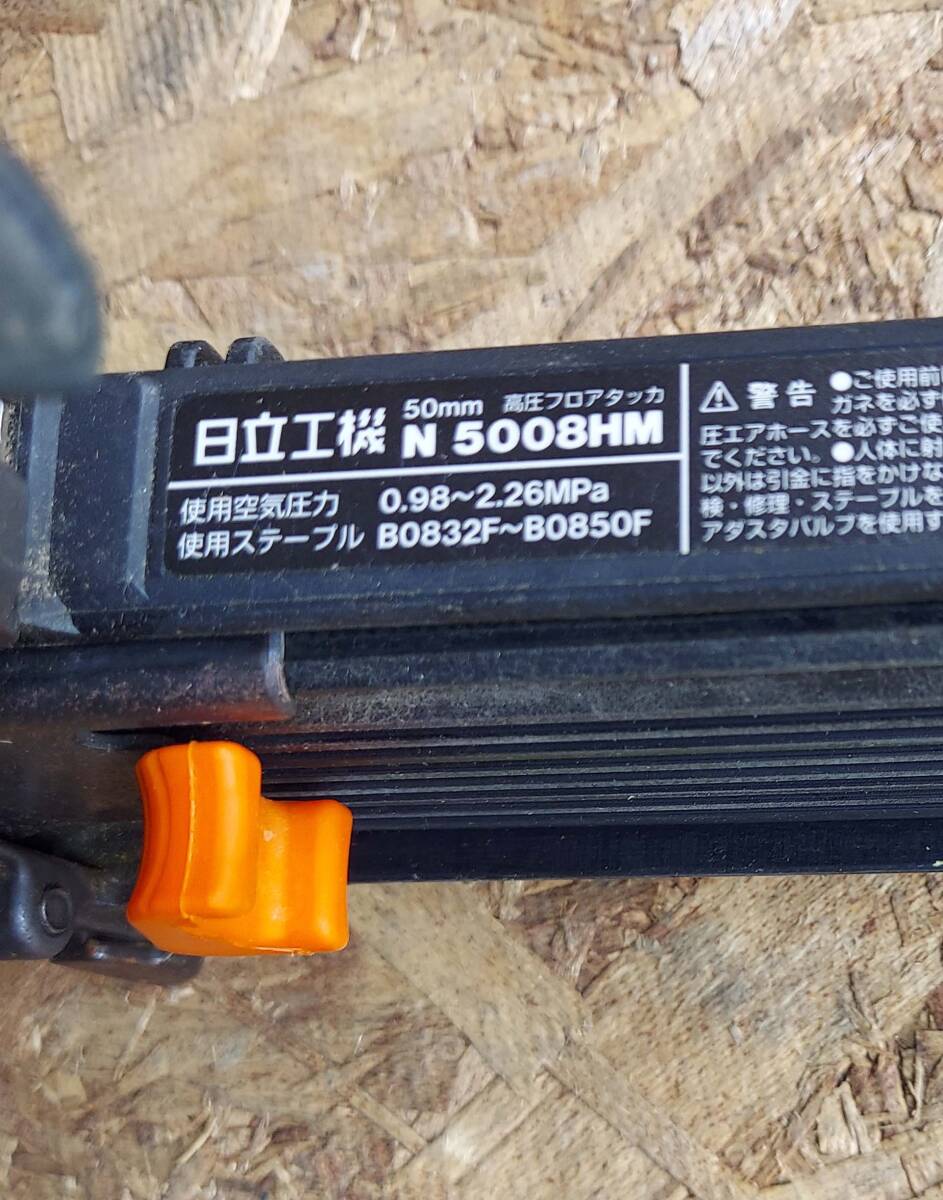 日立工機 50mm 高圧フロアタッカ
N 5008HM
使用空気圧力 0.98〜2.26MPa
使用ステープル B0832F〜B0850F
⚠警告 ●ご使用前
ガネを必ず
圧エアホースを必ずご使
でください。●人体に射
以外は引金に指をかけな
検・修理・ステープルを
アダスタバルブを使用す